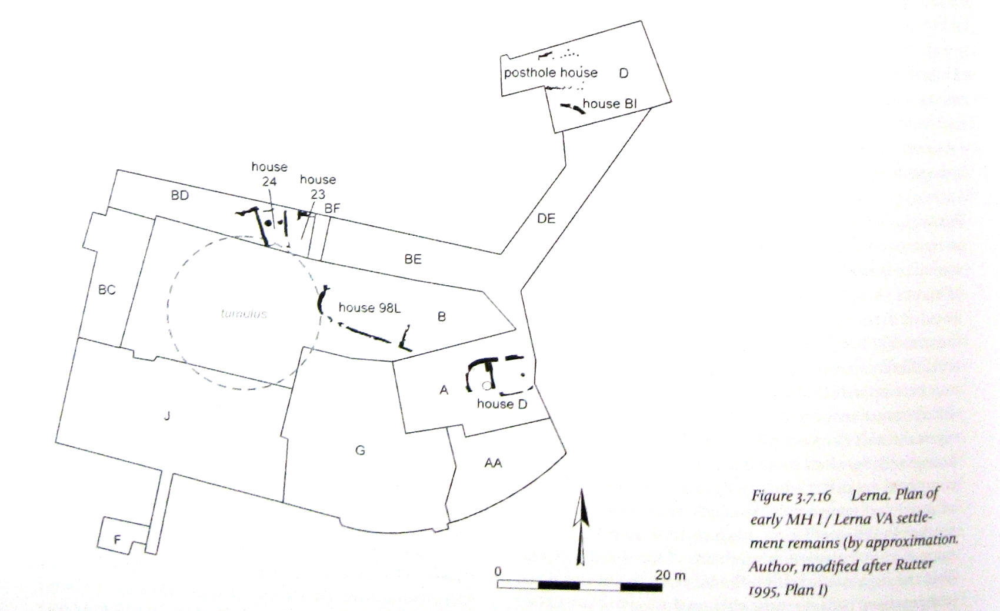 posthole house
D
house BI
house
24
house
23
BD
BF
DE
BE
BC
tumulus
house 98L
B
A
house D
J
G
AA
F
0
20 m
Figure 3.7.16 Lerna. Plan of
early MH I / Lerna VA settle-
ment remains (by approximation.
Author, modified after Rutter
1995, Plan I)